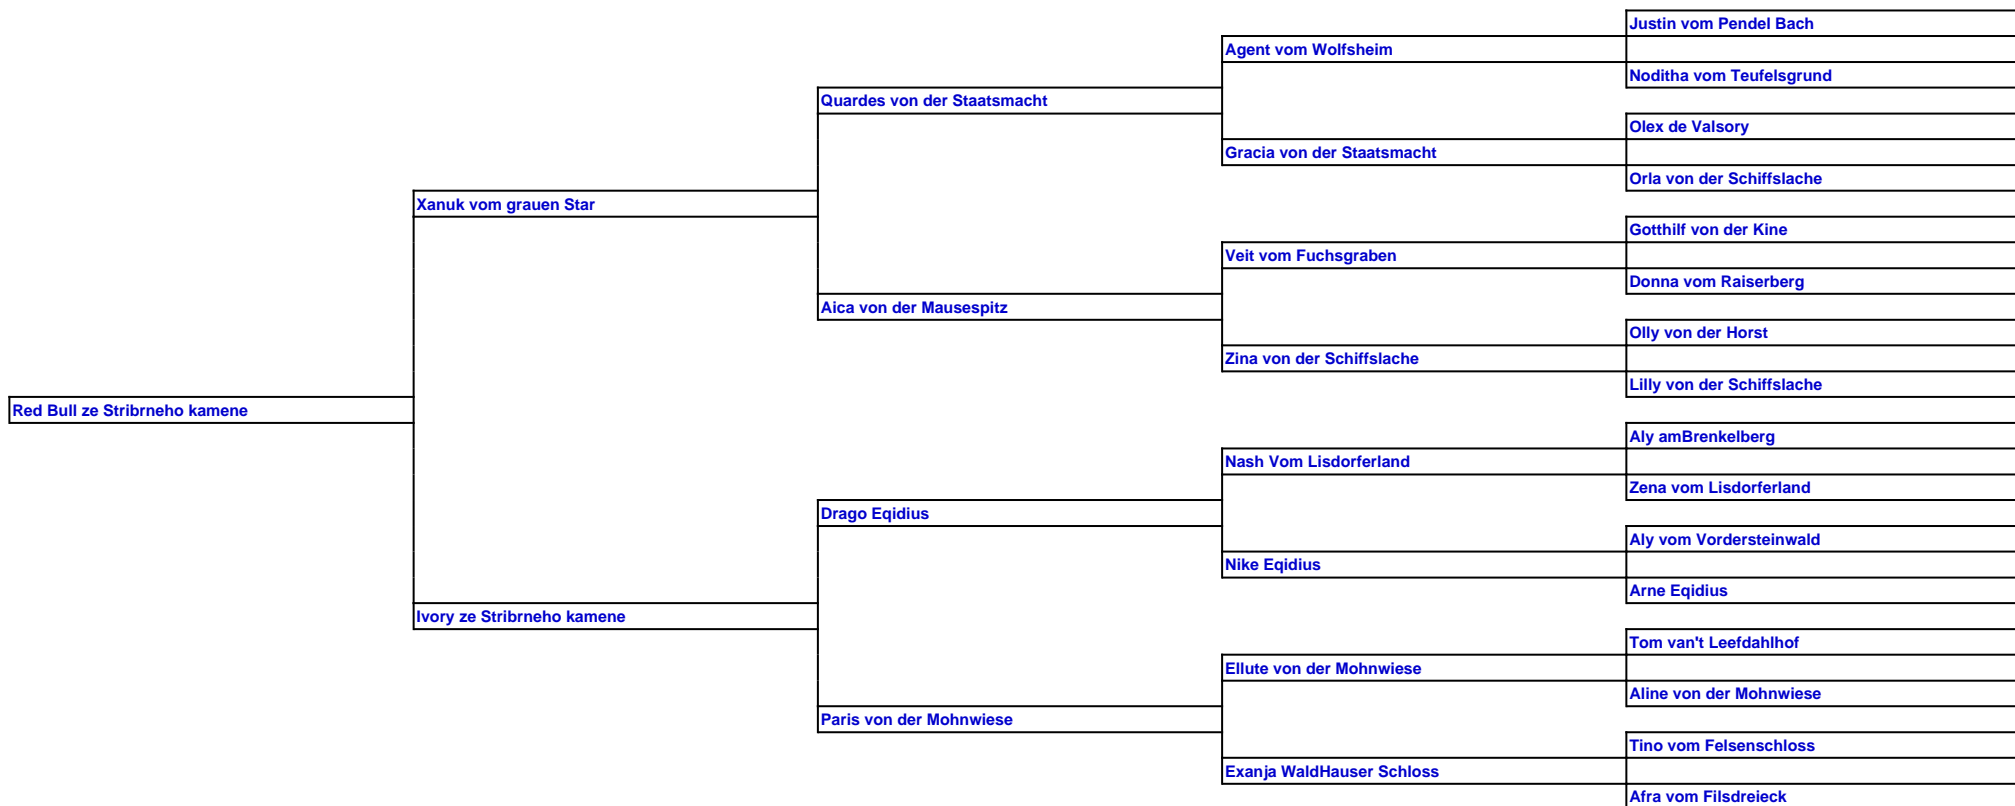 Justin vom Pendel Bach
Agent vom Wolfsheim
Noditha vom Teufelsgrund
Quardes von der Staatsmacht
Olex de Valsory
Gracia von der Staatsmacht
Orla von der Schiffslache
Xanuk vom grauen Star
Gotthilf von der Kine
Veit vom Fuchsgraben
Donna vom Raiserberg
Aica von der Mausespitz
Olly von der Horst
Zina von der Schiffslache
Lilly von der Schiffslache
Red Bull ze Stribrneho kamene
Aly amBrenkelberg
Nash Vom Lisdorferland
Zena vom Lisdorferland
Drago Eqidius
Aly vom Vordersteinwald
Nike Eqidius
Arne Eqidius
Ivory ze Stribrneho kamene
Tom van't Leefdahlhof
Ellute von der Mohnwiese
Aline von der Mohnwiese
Paris von der Mohnwiese
Tino vom Felsenschloss
Exanja WaldHauser Schloss
Afra vom Filsdreieck